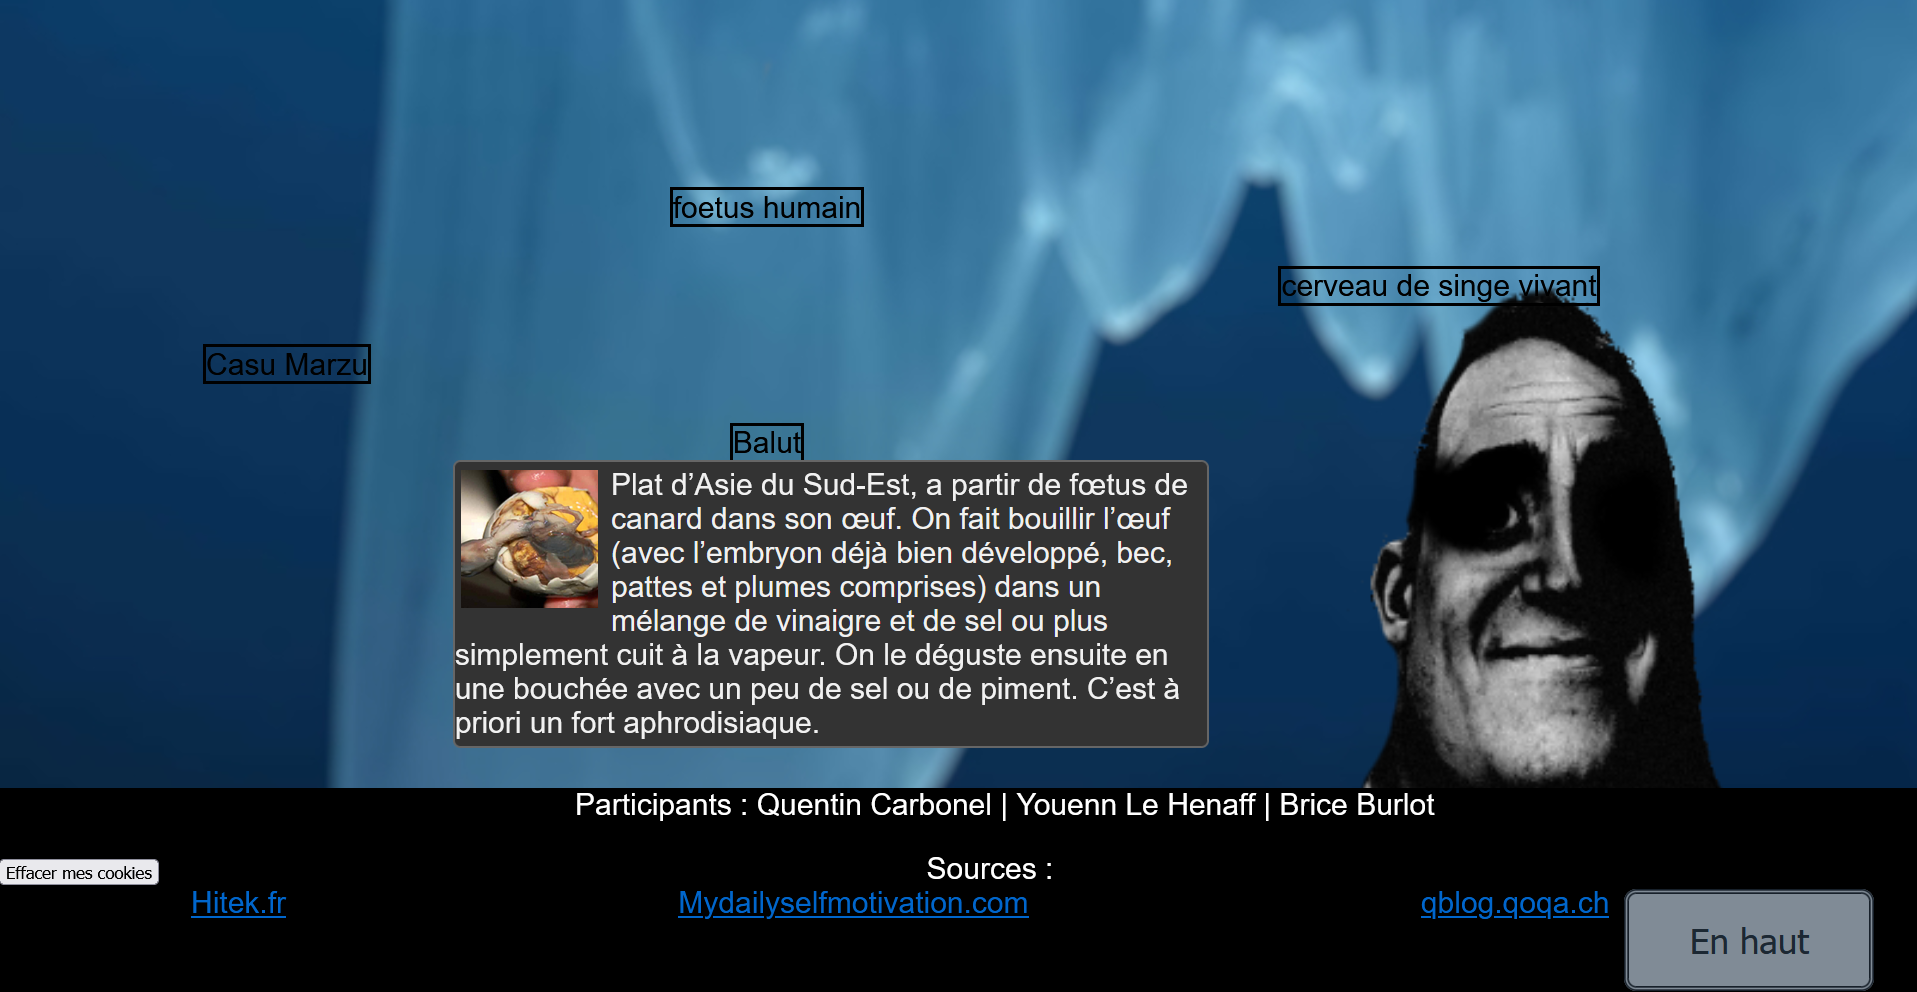 foetus humain
cerveau de singe vivant
Casu Marzu
Balut
Plat d’Asie du Sud-Est, a partir de fœtus de
canard dans son œuf. On fait bouillir l’œuf
(avec l’embryon déjà bien développé, bec,
pattes et plumes comprises) dans un
mélange de vinaigre et de sel ou plus
simplement cuit à la vapeur. On le déguste ensuite en
une bouchée avec un peu de sel ou de piment. C’est à
priori un fort aphrodisiaque.
Participants : Quentin Carbonel | Youenn Le Henaff | Brice Burlot
Sources :
Effacer mes cookies
Hitek.fr
Mydailyselfmotivation.com
qblog.qoqa.ch
En haut